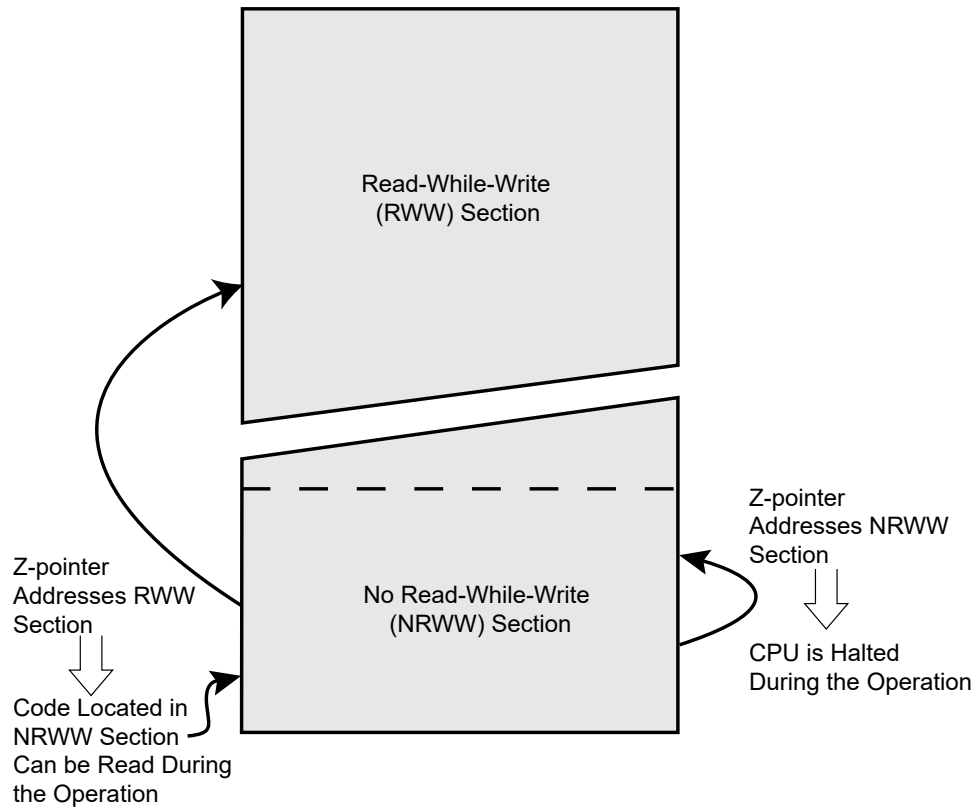 Read-While-Write
(RWW) Section
Z-pointer
Addresses NRWW
Section
Z-pointer
Addresses RWW
Section
No Read-While-Write
(NRWW) Section
CPU is Halted
During the Operation
Code Located in
NRWW Section
Can be Read During
the Operation